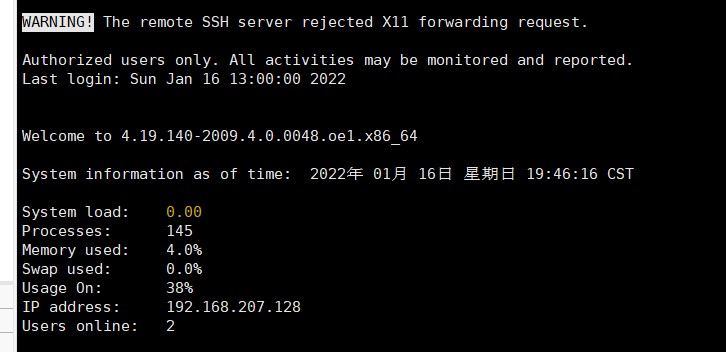 WARNING! The remote SSH server rejected X11 forwarding request.
Authorized users only. All activities may be monitored and reported.
Last login: Sun Jan 16 13:00:00 2022
Welcome to 4.19.140-2009.4.0.0048.oe1.x86_64
System information as of time:  2022年 01月 16日 星期日 19:46:16 CST
System load:    0.00
Processes:      145
Memory used:    4.0%
Swap used:      0.0%
Usage On:       38%
IP address:     192.168.207.128
Users online:   2